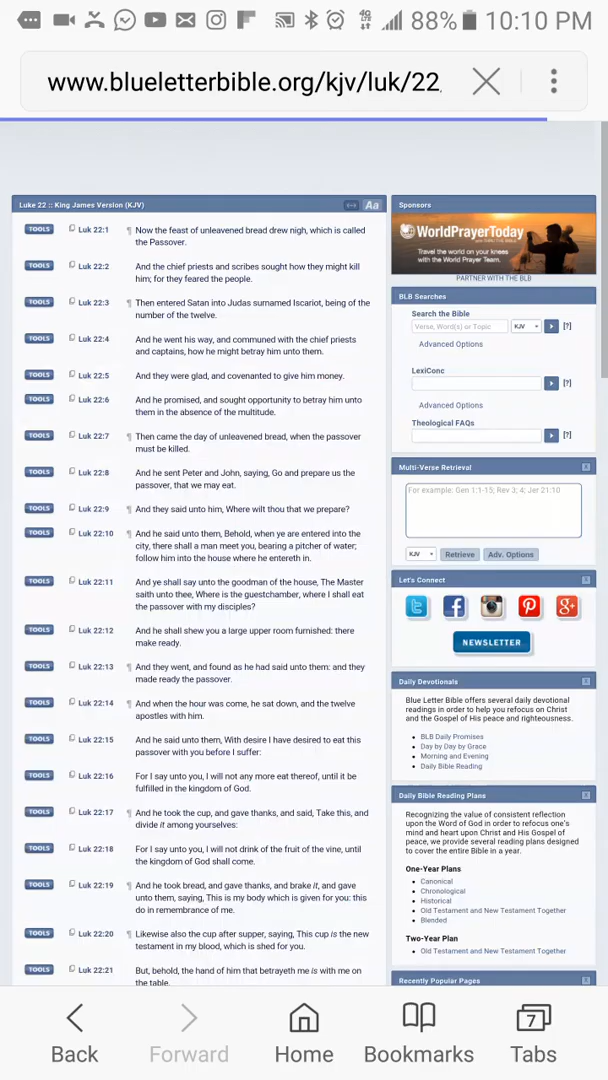 88% 10:10 PM
www.blueletterbible.org/kjv/luk/22
Luke 22 :: King James Version (KJV) Aa
TOOLS Luk 22:1 ¶ Now the feast of unleavened bread drew nigh, which is called
the Passover.
TOOLS Luk 22:2 And the chief priests and scribes sought how they might kill
him; for they feared the people.
TOOLS Luk 22:3 ¶ Then entered Satan into Judas surnamed Iscariot, being of the
number of the twelve.
TOOLS Luk 22:4 And he went his way, and communed with the chief priests
and captains, how he might betray him unto them.
TOOLS Luk 22:5 And they were glad, and covenanted to give him money.
TOOLS Luk 22:6 And he promised, and sought opportunity to betray him unto
them in the absence of the multitude.
TOOLS Luk 22:7 ¶ Then came the day of unleavened bread, when the passover
must be killed.
TOOLS Luk 22:8 And he sent Peter and John, saying, Go and prepare us the
passover, that we may eat.
TOOLS Luk 22:9 And they said unto him, Where wilt thou that we prepare?
TOOLS Luk 22:10 And he said unto them, Behold, when ye are entered into the
city, there shall a man meet you, bearing a pitcher of water;
follow him into the house where he entereth in.
TOOLS Luk 22:11 And ye shall say unto the goodman of the house, The Master
saith unto thee, Where is the guestchamber, where I shall eat
the passover with my disciples?
TOOLS Luk 22:12 And he shall shew you a large upper room furnished: there
make ready.
TOOLS Luk 22:13 And they went, and found as he had said unto them: and they
made ready the passover.
TOOLS Luk 22:14 ¶ And when the hour was come, he sat down, and the twelve
apostles with him.
TOOLS Luk 22:15 And he said unto them, With desire I have desired to eat this
passover with you before I suffer:
TOOLS Luk 22:16 For I say unto you, I will not any more eat thereof, until it be
fulfilled in the kingdom of God.
TOOLS Luk 22:17 ¶ And he took the cup, and gave thanks, and said, Take this, and
divide it among yourselves:
TOOLS Luk 22:18 For I say unto you, I will not drink of the fruit of the vine, until
the kingdom of God shall come.
TOOLS Luk 22:19 ¶ And he took bread, and gave thanks, and brake it, and gave
unto them, saying, This is my body which is given for you: this
do in remembrance of me.
TOOLS Luk 22:20 ¶ Likewise also the cup after supper, saying, This cup is the new
testament in my blood, which is shed for you.
TOOLS Luk 22:21 ¶ But, behold, the hand of him that betrayeth me is with me on
the table.
Sponsors
WorldPrayerToday
Travel the world on your
knees with the World
Prayer Team.
PARTNER WITH THE BLB
BLB Searches
Search the Bible
Verse, Word(s) or Topic KJV [?]
Advanced Options
LexiConc
[?]
Advanced Options
Theological FAQs
[?]
Multi-Verse Retrieval X
For example: Gen 1:1-15; Rev 3; 4; Jer 21:10
KJV Retrieve Adv. Options
Let's Connect X
NEWSLETTER
Daily Devotionals X
Blue Letter Bible offers several daily devotional
readings in order to help you refocus on Christ
and the Gospel of His peace and righteousness.
BLB Daily Promises
Day by Day by Grace
Morning and Evening
Daily Bible Reading
Daily Bible Reading Plans X
Recognizing the value of consistent reflection
upon the Word of God in order to refocus one's
mind and heart upon Christ and His Gospel of
peace, we provide several reading plans designed
to cover the entire Bible in a year.
One-Year Plans
Canonical
Chronological
Historical
Old Testament and New Testament Together
Blended
Two-Year Plan
Old Testament and New Testament Together
Recently Popular Pages X
7
Back Forward Home Bookmarks Tabs